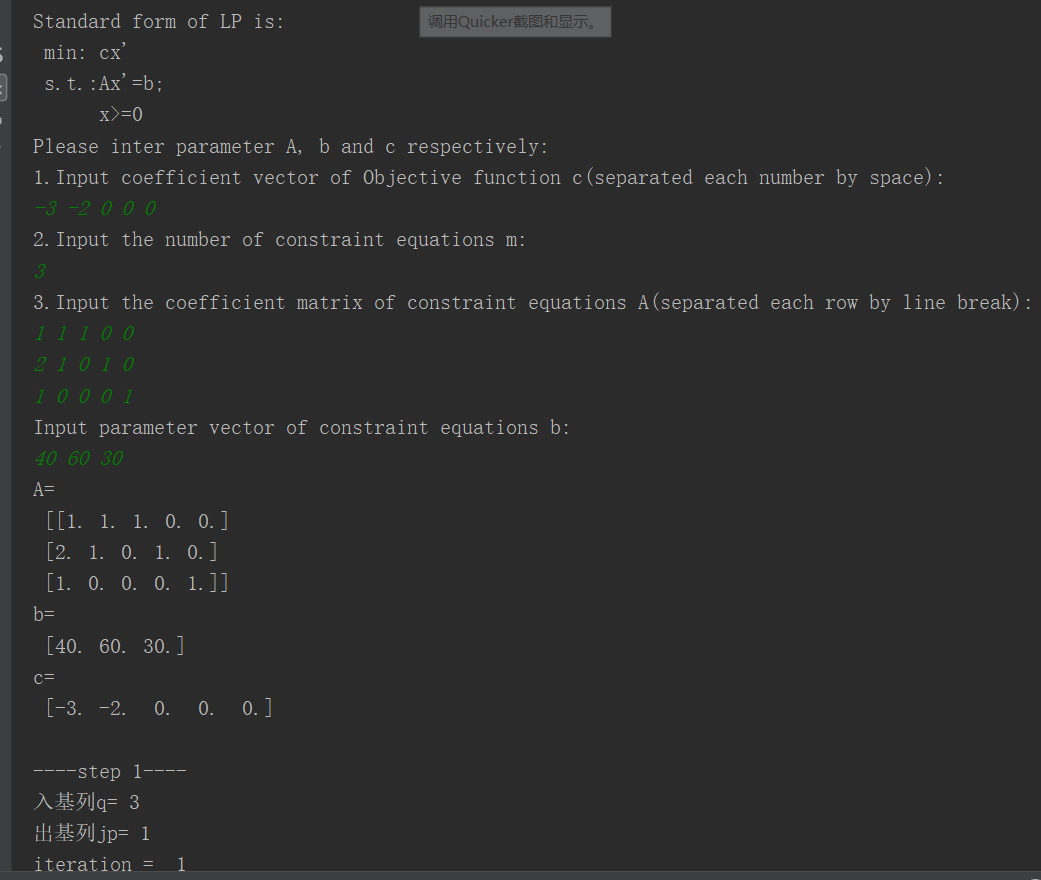 Standard form of LP is:
调用Quicker截图和显示。
min: cx'
s.t.:Ax'=b;
x>=0
Please inter parameter A, b and c respectively:
1.Input coefficient vector of Objective function c(separated each number by space):
-3 -2 0 0 0
2.Input the number of constraint equations m:
3
3.Input the coefficient matrix of constraint equations A(separated each row by line break):
1 1 1 0 0
2 1 0 1 0
1 0 0 0 1
Input parameter vector of constraint equations b:
40 60 30
A=
[[1. 1. 1. 0. 0.]
[2. 1. 0. 1. 0.]
[1. 0. 0. 0. 1.]]
b=
[40. 60. 30.]
c=
[-3. -2.  0.  0.  0.]
----step 1----
入基列q= 3
出基列jp= 1
iteration =  1